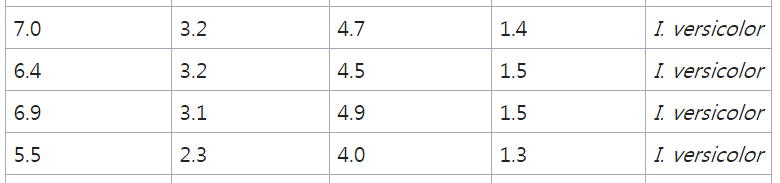 7.0 3.2 4.7 1.4 I. versicolor
6.4 3.2 4.5 1.5 I. versicolor
6.9 3.1 4.9 1.5 I. versicolor
5.5 2.3 4.0 1.3 I. versicolor